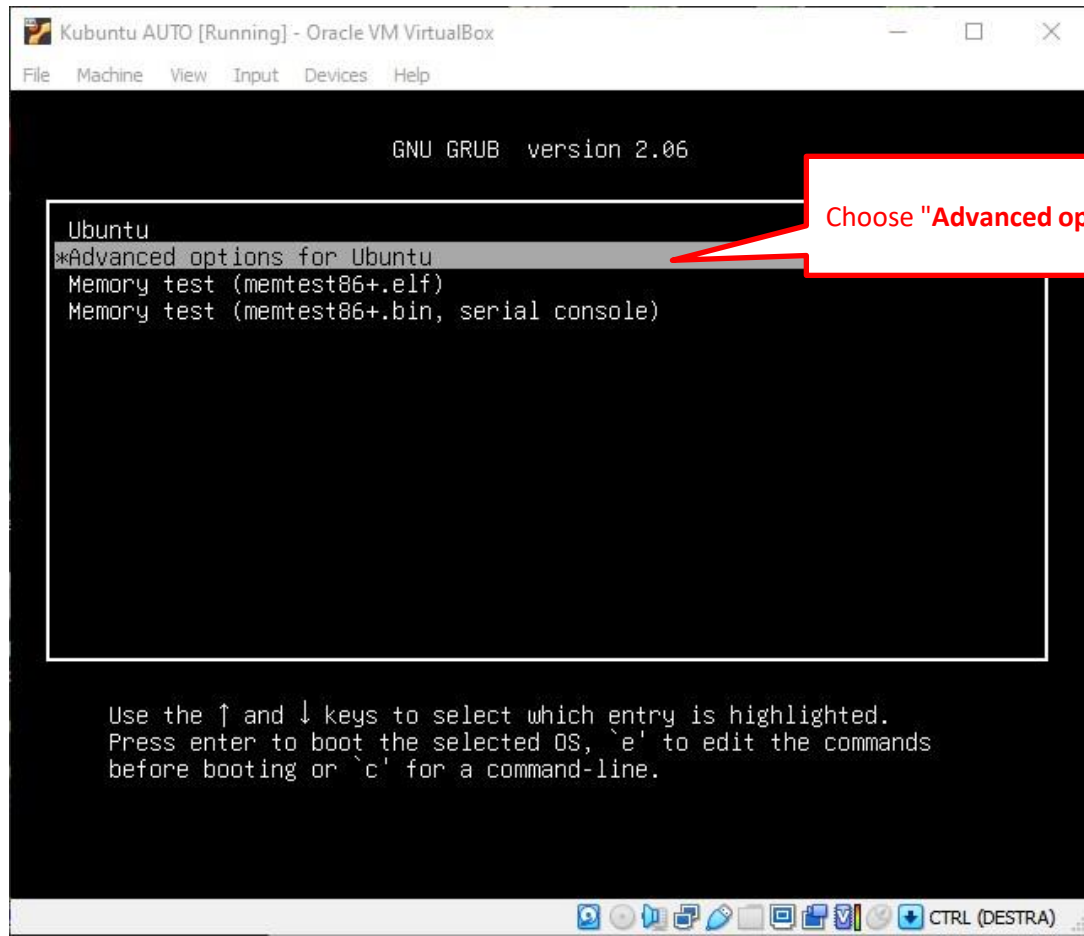 Kubuntu AUTO [Running] - Oracle VM VirtualBox
File Machine View Input Devices Help
GNU GRUB version 2.06
Choose "Advanced op
Ubuntu
*Advanced options for Ubuntu
Memory test (memtest86+.elf)
Memory test (memtest86+.bin, serial console)
Use the ↑ and ↓ keys to select which entry is highlighted.
Press enter to boot the selected OS, `e' to edit the commands
before booting or `c' for a command-line.
CTRL (DESTRA)